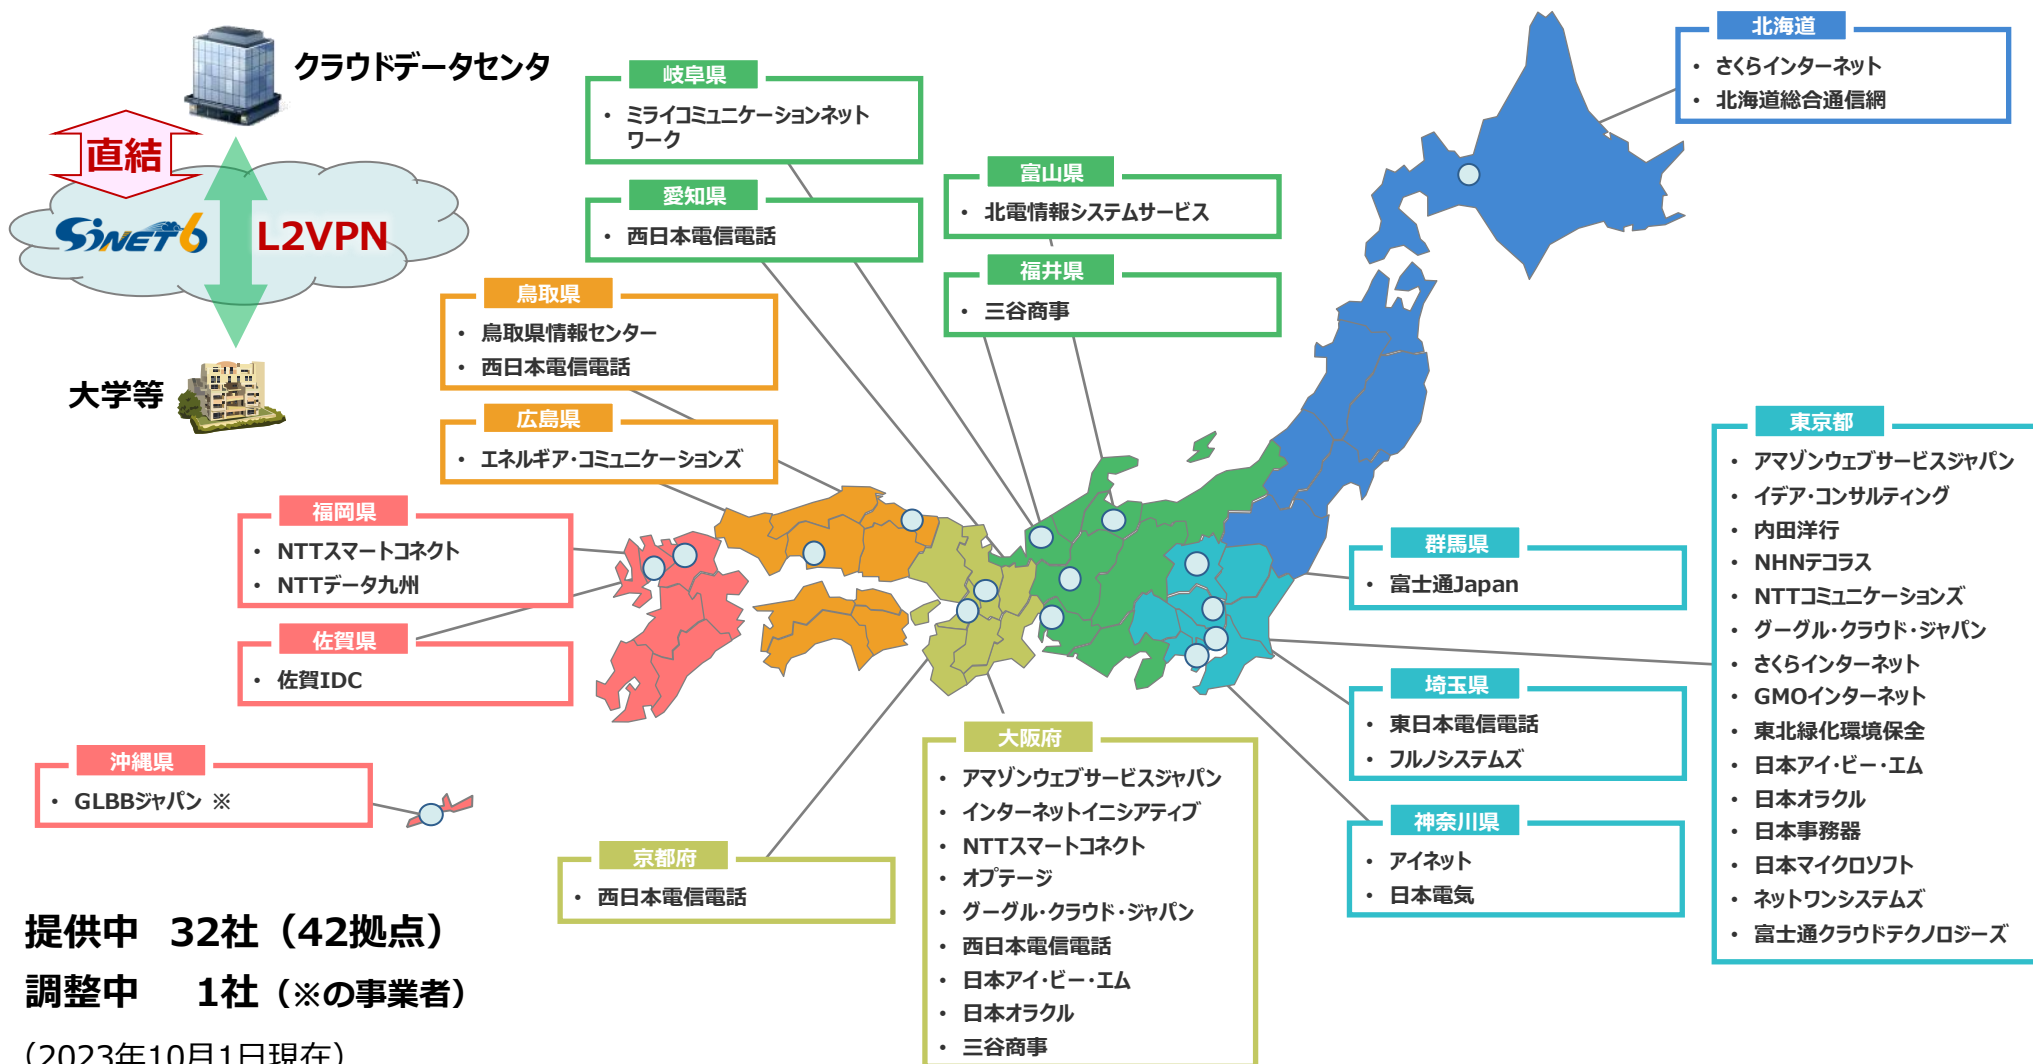 クラウドデータセンタ
直結
SINET6
L2VPN
大学等
岐阜県
・ ミライコミュニケーションネット
ワーク
愛知県
・ 西日本電信電話
富山県
・ 北電情報システムサービス
福井県
・ 三谷商事
北海道
・ さくらインターネット
・ 北海道総合通信網
鳥取県
・ 鳥取県情報センター
・ 西日本電信電話
広島県
・ エネルギア・コミュニケーションズ
福岡県
・ NTTスマートコネクト
・ NTTデータ九州
佐賀県
・ 佐賀IDC
沖縄県
・ GLBBジャパン ※
京都府
・ 西日本電信電話
大阪府
・ アマゾンウェブサービスジャパン
・ インターネットイニシアティブ
・ NTTスマートコネクト
・ オプテージ
・ グーグル・クラウド・ジャパン
・ 西日本電信電話
・ 日本アイ・ビー・エム
・ 日本オラクル
・ 三谷商事
群馬県
・ 富士通Japan
埼玉県
・ 東日本電信電話
・ フルノシステムズ
神奈川県
・ アイネット
・ 日本電気
東京都
・ アマゾンウェブサービスジャパン
・ イデア・コンサルティング
・ 内田洋行
・ NHNテコラス
・ NTTコミュニケーションズ
・ グーグル・クラウド・ジャパン
・ さくらインターネット
・ GMOインターネット
・ 東北緑化環境保全
・ 日本アイ・ビー・エム
・ 日本オラクル
・ 日本事務器
・ 日本マイクロソフト
・ ネットワンシステムズ
・ 富士通クラウドテクノロジーズ
提供中 32社（42拠点）
調整中 1社（※の事業者）
（2023年10月1日現在）